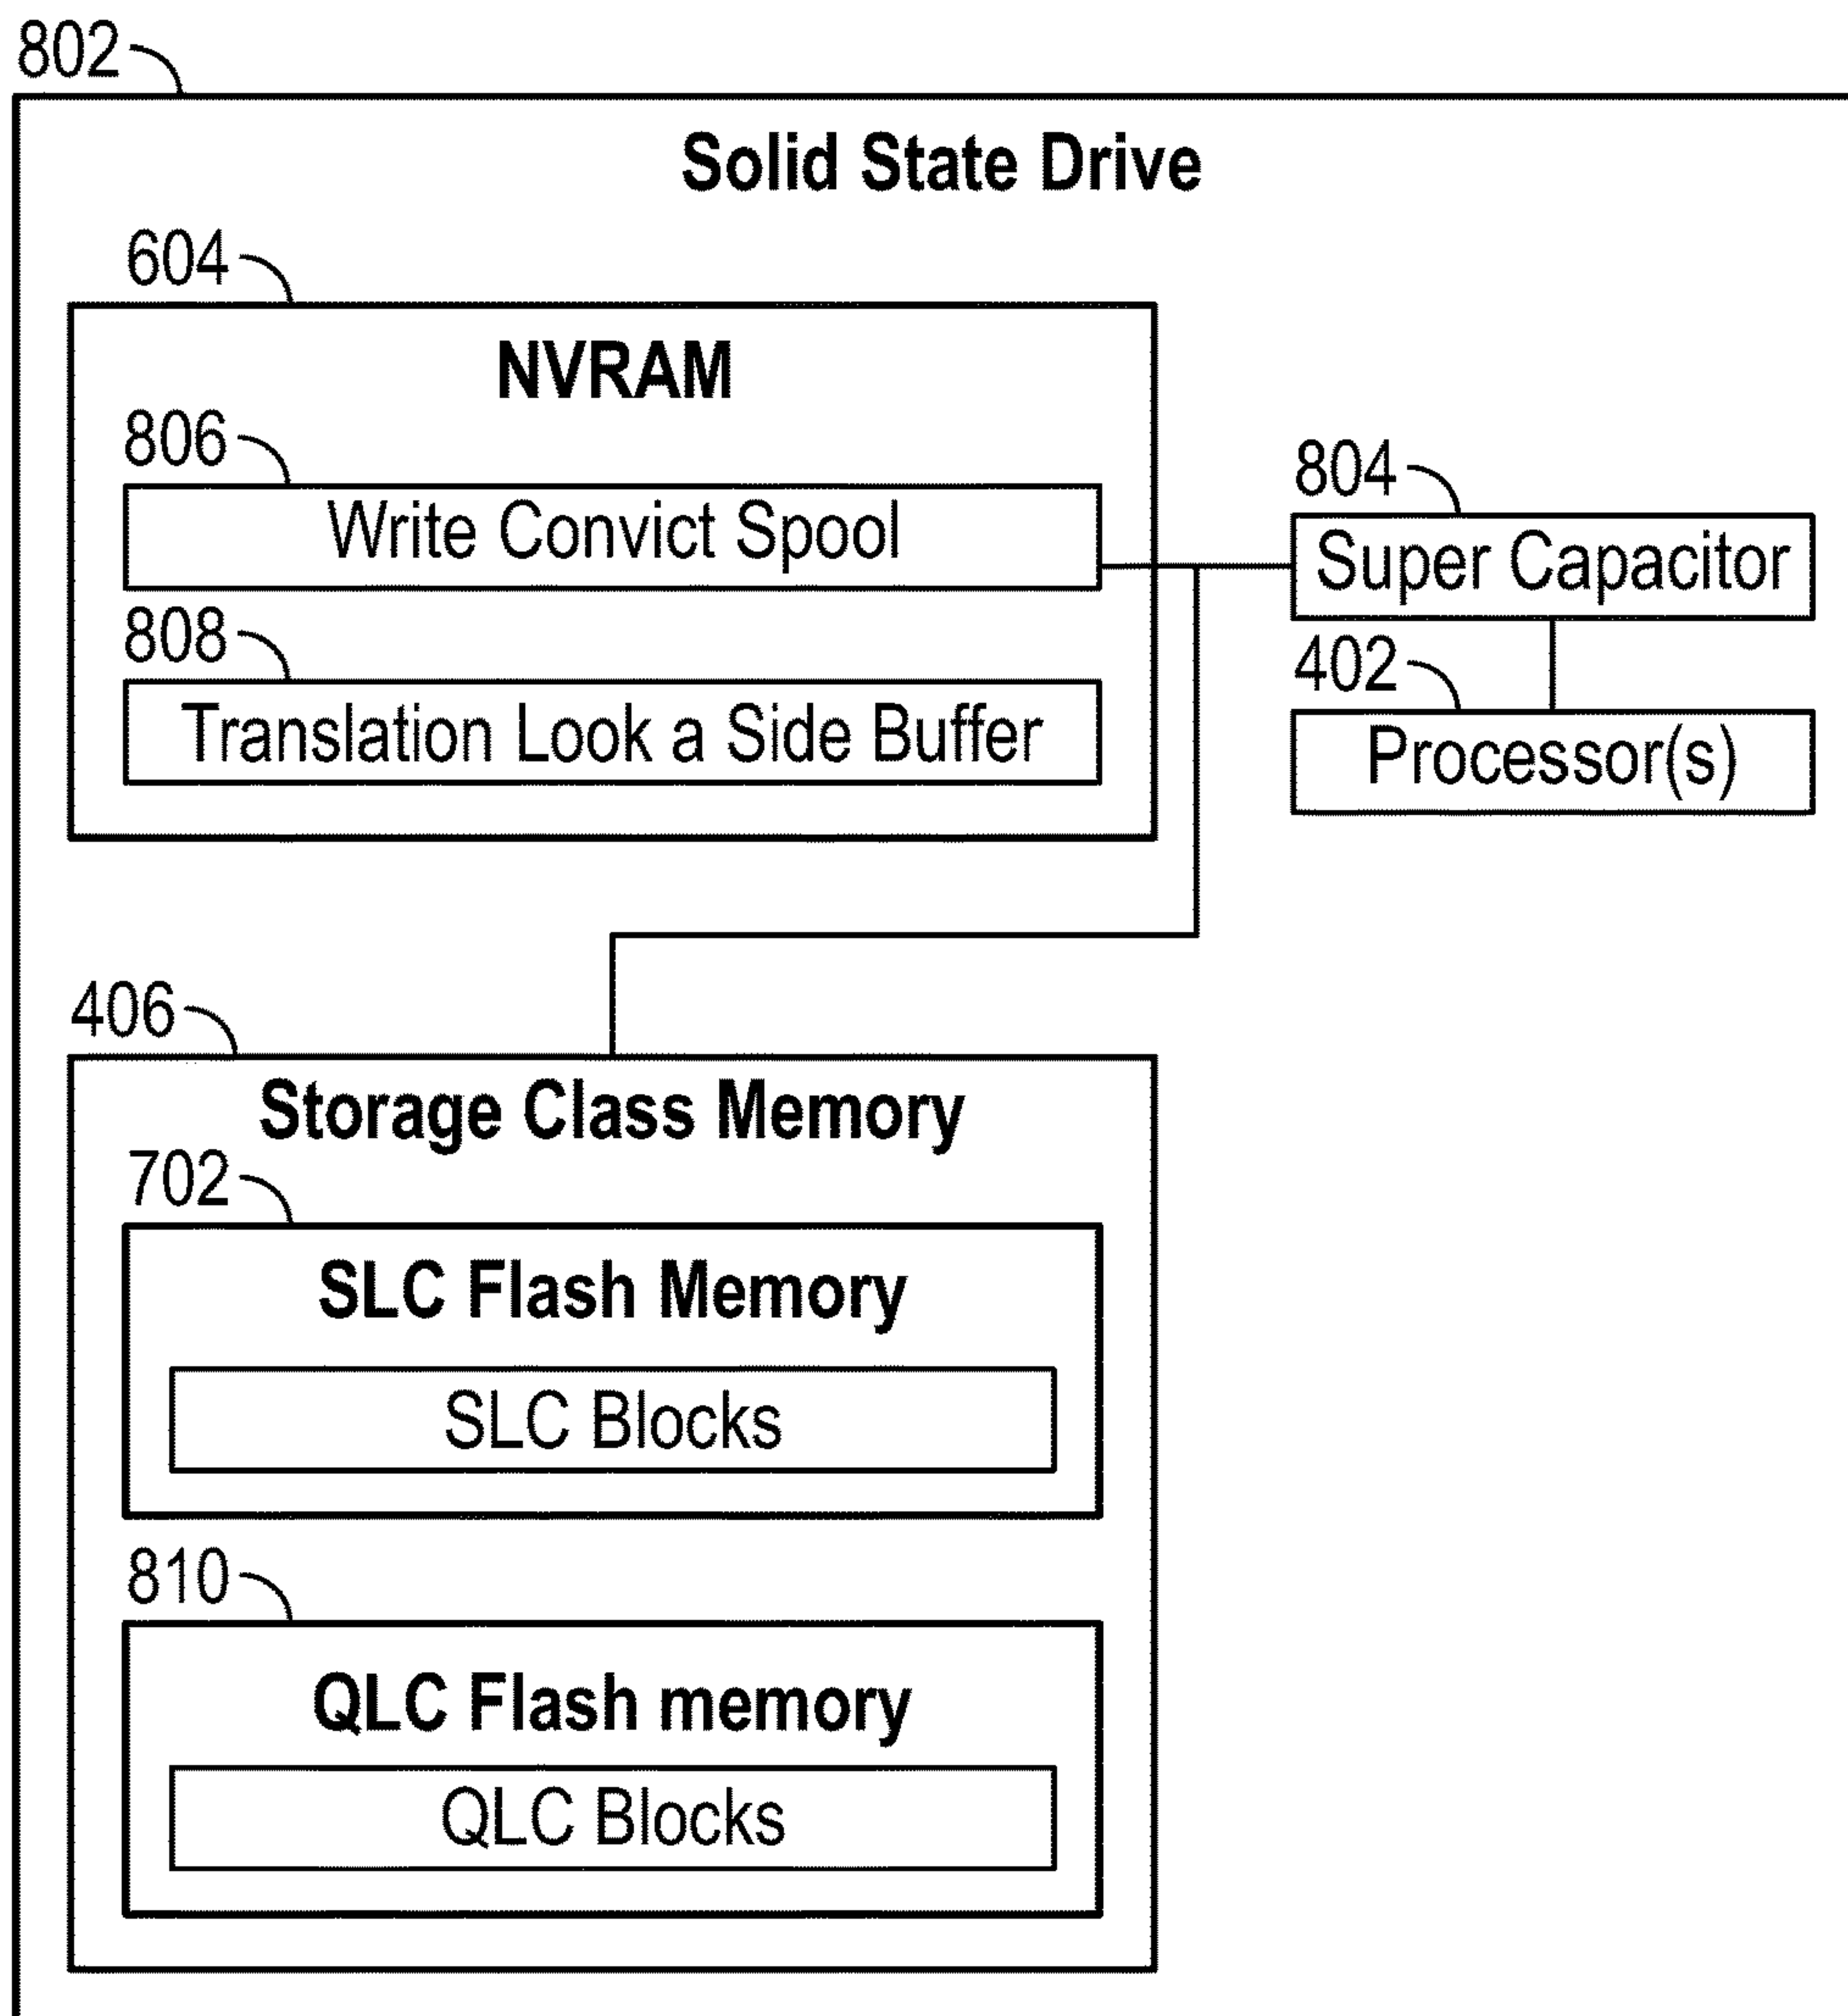 802
Solid State Drive
604
NVRAM
806
Write Convict Spool
804
Super Capacitor
808
Translation Look a Side Buffer
402
Processor(s)
406
Storage Class Memory
702
SLC Flash Memory
SLC Blocks
810
QLC Flash memory
QLC Blocks